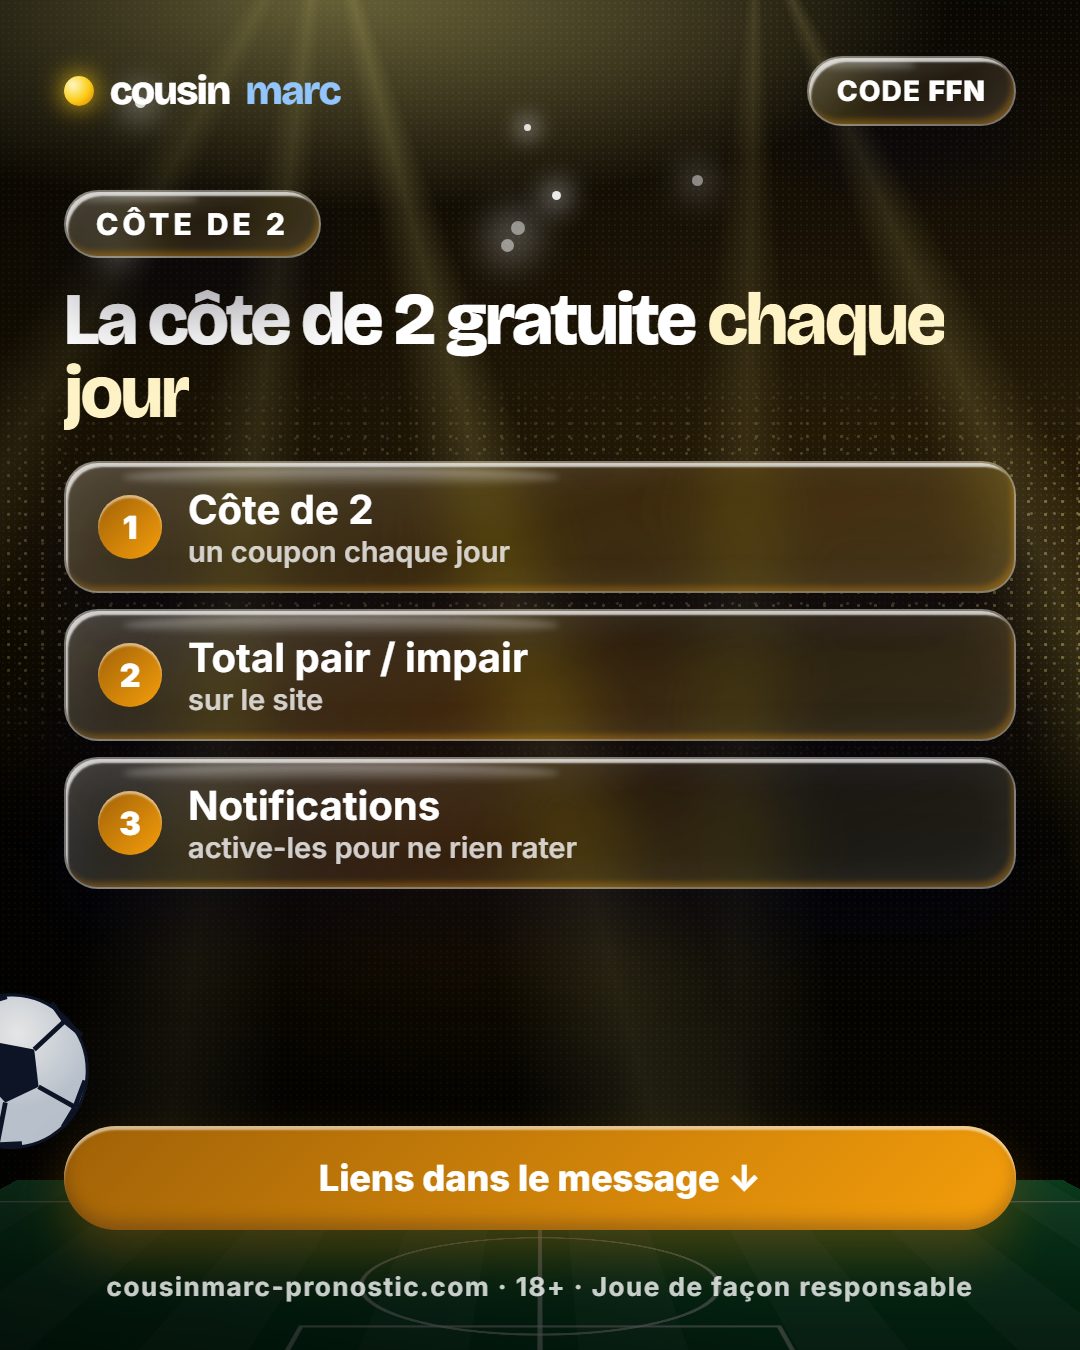 cousin marc
CODE FFN
CÔTE DE 2
La côte de 2 gratuite chaque
jour
1
Côte de 2
un coupon chaque jour
2
Total pair / impair
sur le site
3
Notifications
active-les pour ne rien rater
Liens dans le message ↓
cousinmarc-pronostic.com · 18+ · Joue de façon responsable